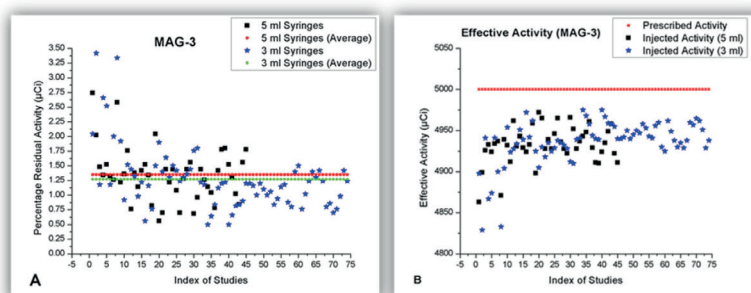 MAG-3
5 ml Syringes
5 ml Syringes (Average)
3 ml Syringes
3 ml Syringes (Average)
Percentage Residual Activity (µCi)
3.50
3.25
3.00
2.75
2.50
2.25
2.00
1.75
1.50
1.25
1.00
0.75
0.50
0.25
0.00
-5 0 5 10 15 20 25 30 35 40 45 50 55 60 65 70 75
Index of Studies
A
Effective Activity (MAG-3)
Prescribed Activity
Injected Activity (5 ml)
Injected Activity (3 ml)
Effective Activity (µCi)
5050
5000
4950
4900
4850
4800
-5 0 5 10 15 20 25 30 35 40 45 50 55 60 65 70 75
Index of Studies
B